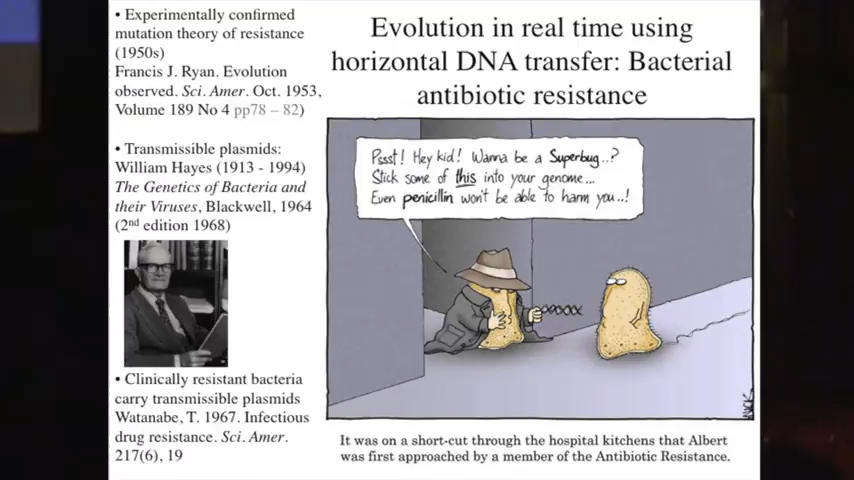 • Experimentally confirmed
mutation theory of resistance
(1950s)
Francis J. Ryan. Evolution
observed. Sci. Amer. Oct. 1953,
Volume 189 No 4 pp78 – 82)
• Transmissible plasmids:
William Hayes (1913 - 1994)
The Genetics of Bacteria and
their Viruses, Blackwell, 1964
(2nd edition 1968)
• Clinically resistant bacteria
carry transmissible plasmids
Watanabe, T. 1967. Infectious
drug resistance. Sci. Amer.
217(6), 19
Evolution in real time using
horizontal DNA transfer: Bacterial
antibiotic resistance
Pssst! Hey kid! Wanna be a Superbug..?
Stick some of this into your genome...
Even penicillin won't be able to harm you..!
NICK
It was on a short-cut through the hospital kitchens that Albert
was first approached by a member of the Antibiotic Resistance.